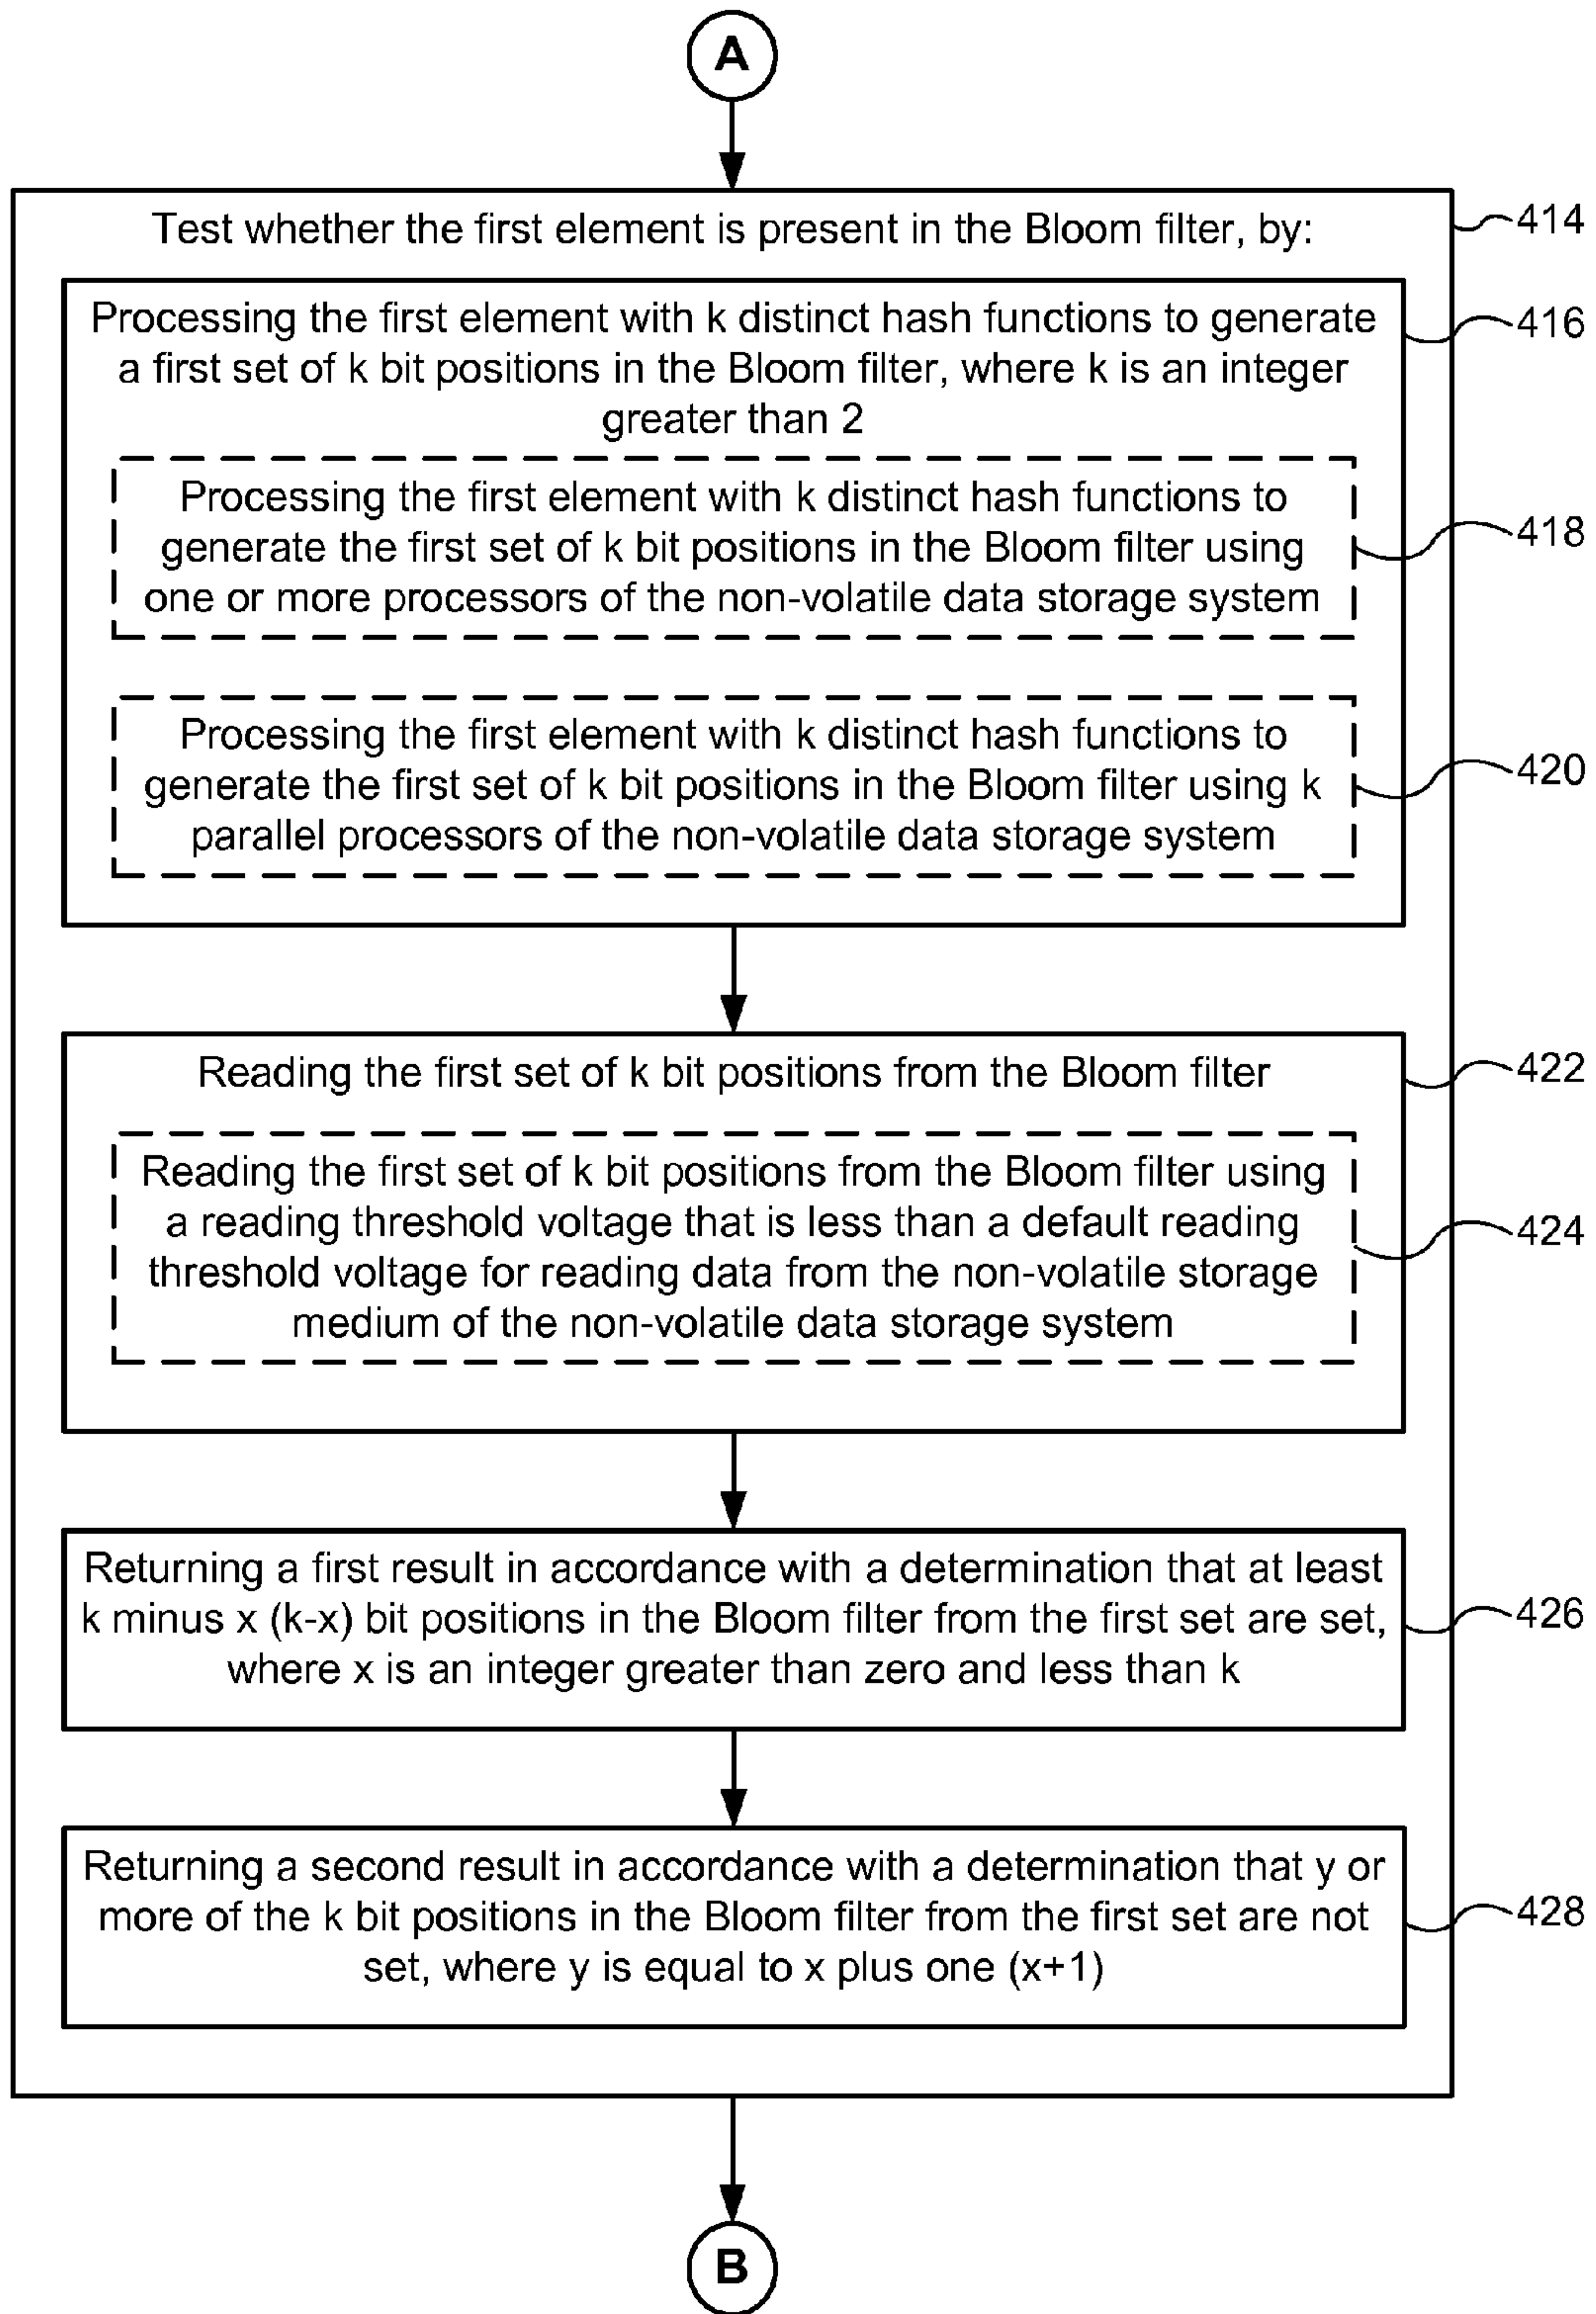 A
Test whether the first element is present in the Bloom filter, by:
414
Processing the first element with k distinct hash functions to generate
a first set of k bit positions in the Bloom filter, where k is an integer
greater than 2
416
Processing the first element with k distinct hash functions to
generate the first set of k bit positions in the Bloom filter using
one or more processors of the non-volatile data storage system
418
Processing the first element with k distinct hash functions to
generate the first set of k bit positions in the Bloom filter using k
parallel processors of the non-volatile data storage system
420
Reading the first set of k bit positions from the Bloom filter
422
Reading the first set of k bit positions from the Bloom filter using
a reading threshold voltage that is less than a default reading
threshold voltage for reading data from the non-volatile storage
medium of the non-volatile data storage system
424
Returning a first result in accordance with a determination that at least
k minus x (k-x) bit positions in the Bloom filter from the first set are set,
where x is an integer greater than zero and less than k
426
Returning a second result in accordance with a determination that y or
more of the k bit positions in the Bloom filter from the first set are not
set, where y is equal to x plus one (x+1)
428
B